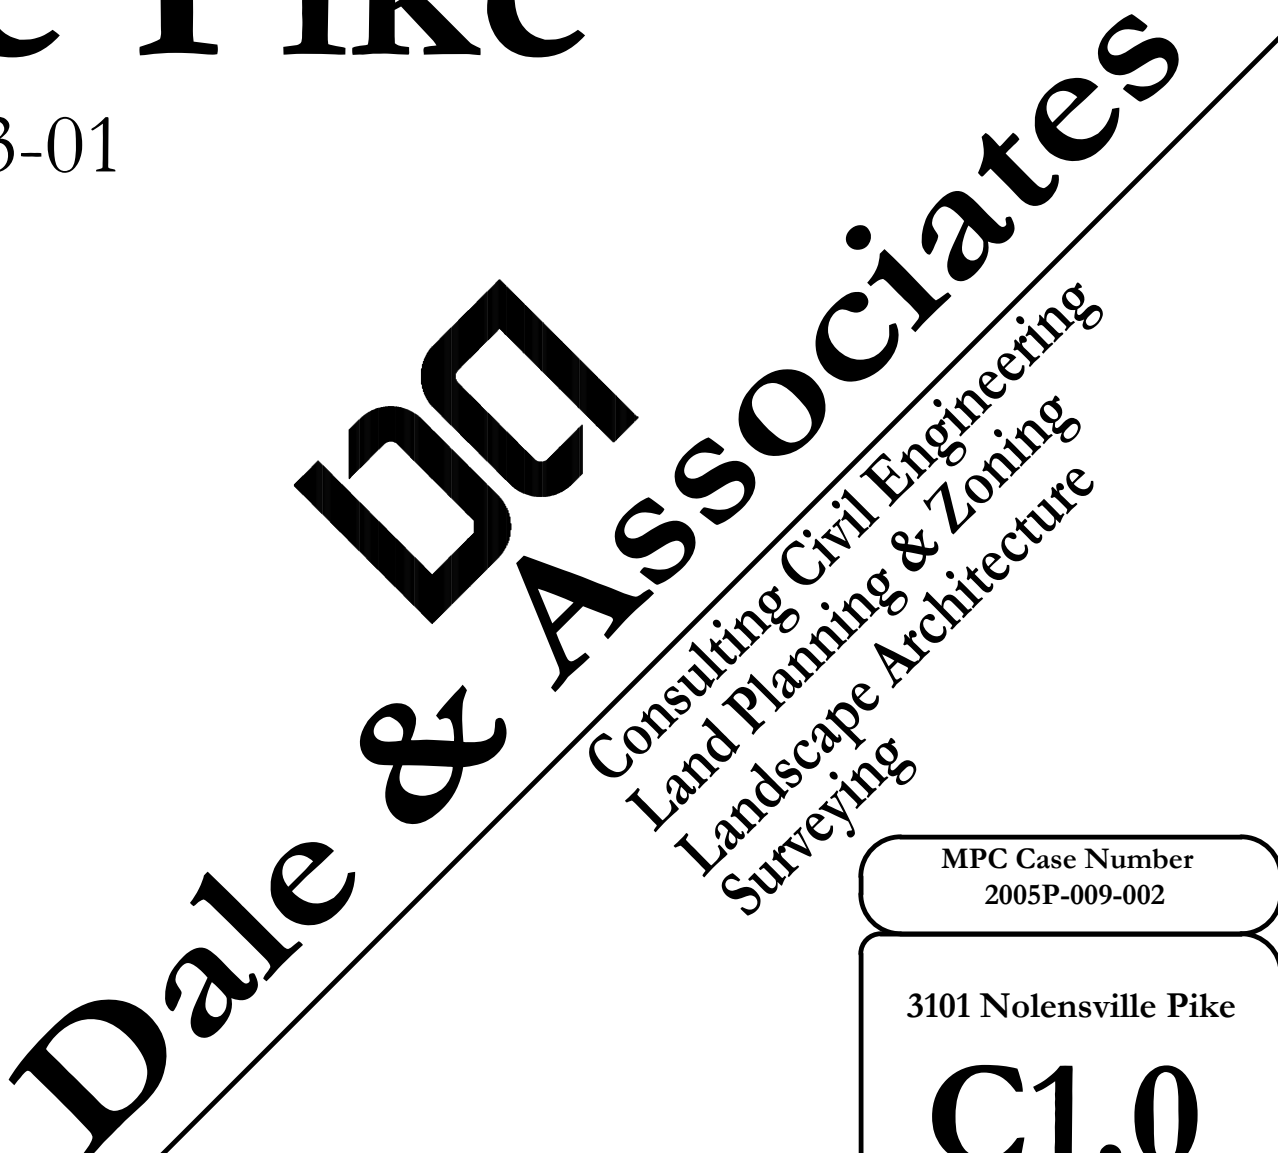 Pike
3-01
Dale & Associates
Consulting Civil Engineering
Land Planning & Zoning
Landscape Architecture
Surveying
MPC Case Number
2005P-009-002
3101 Nolensville Pike
C1.0